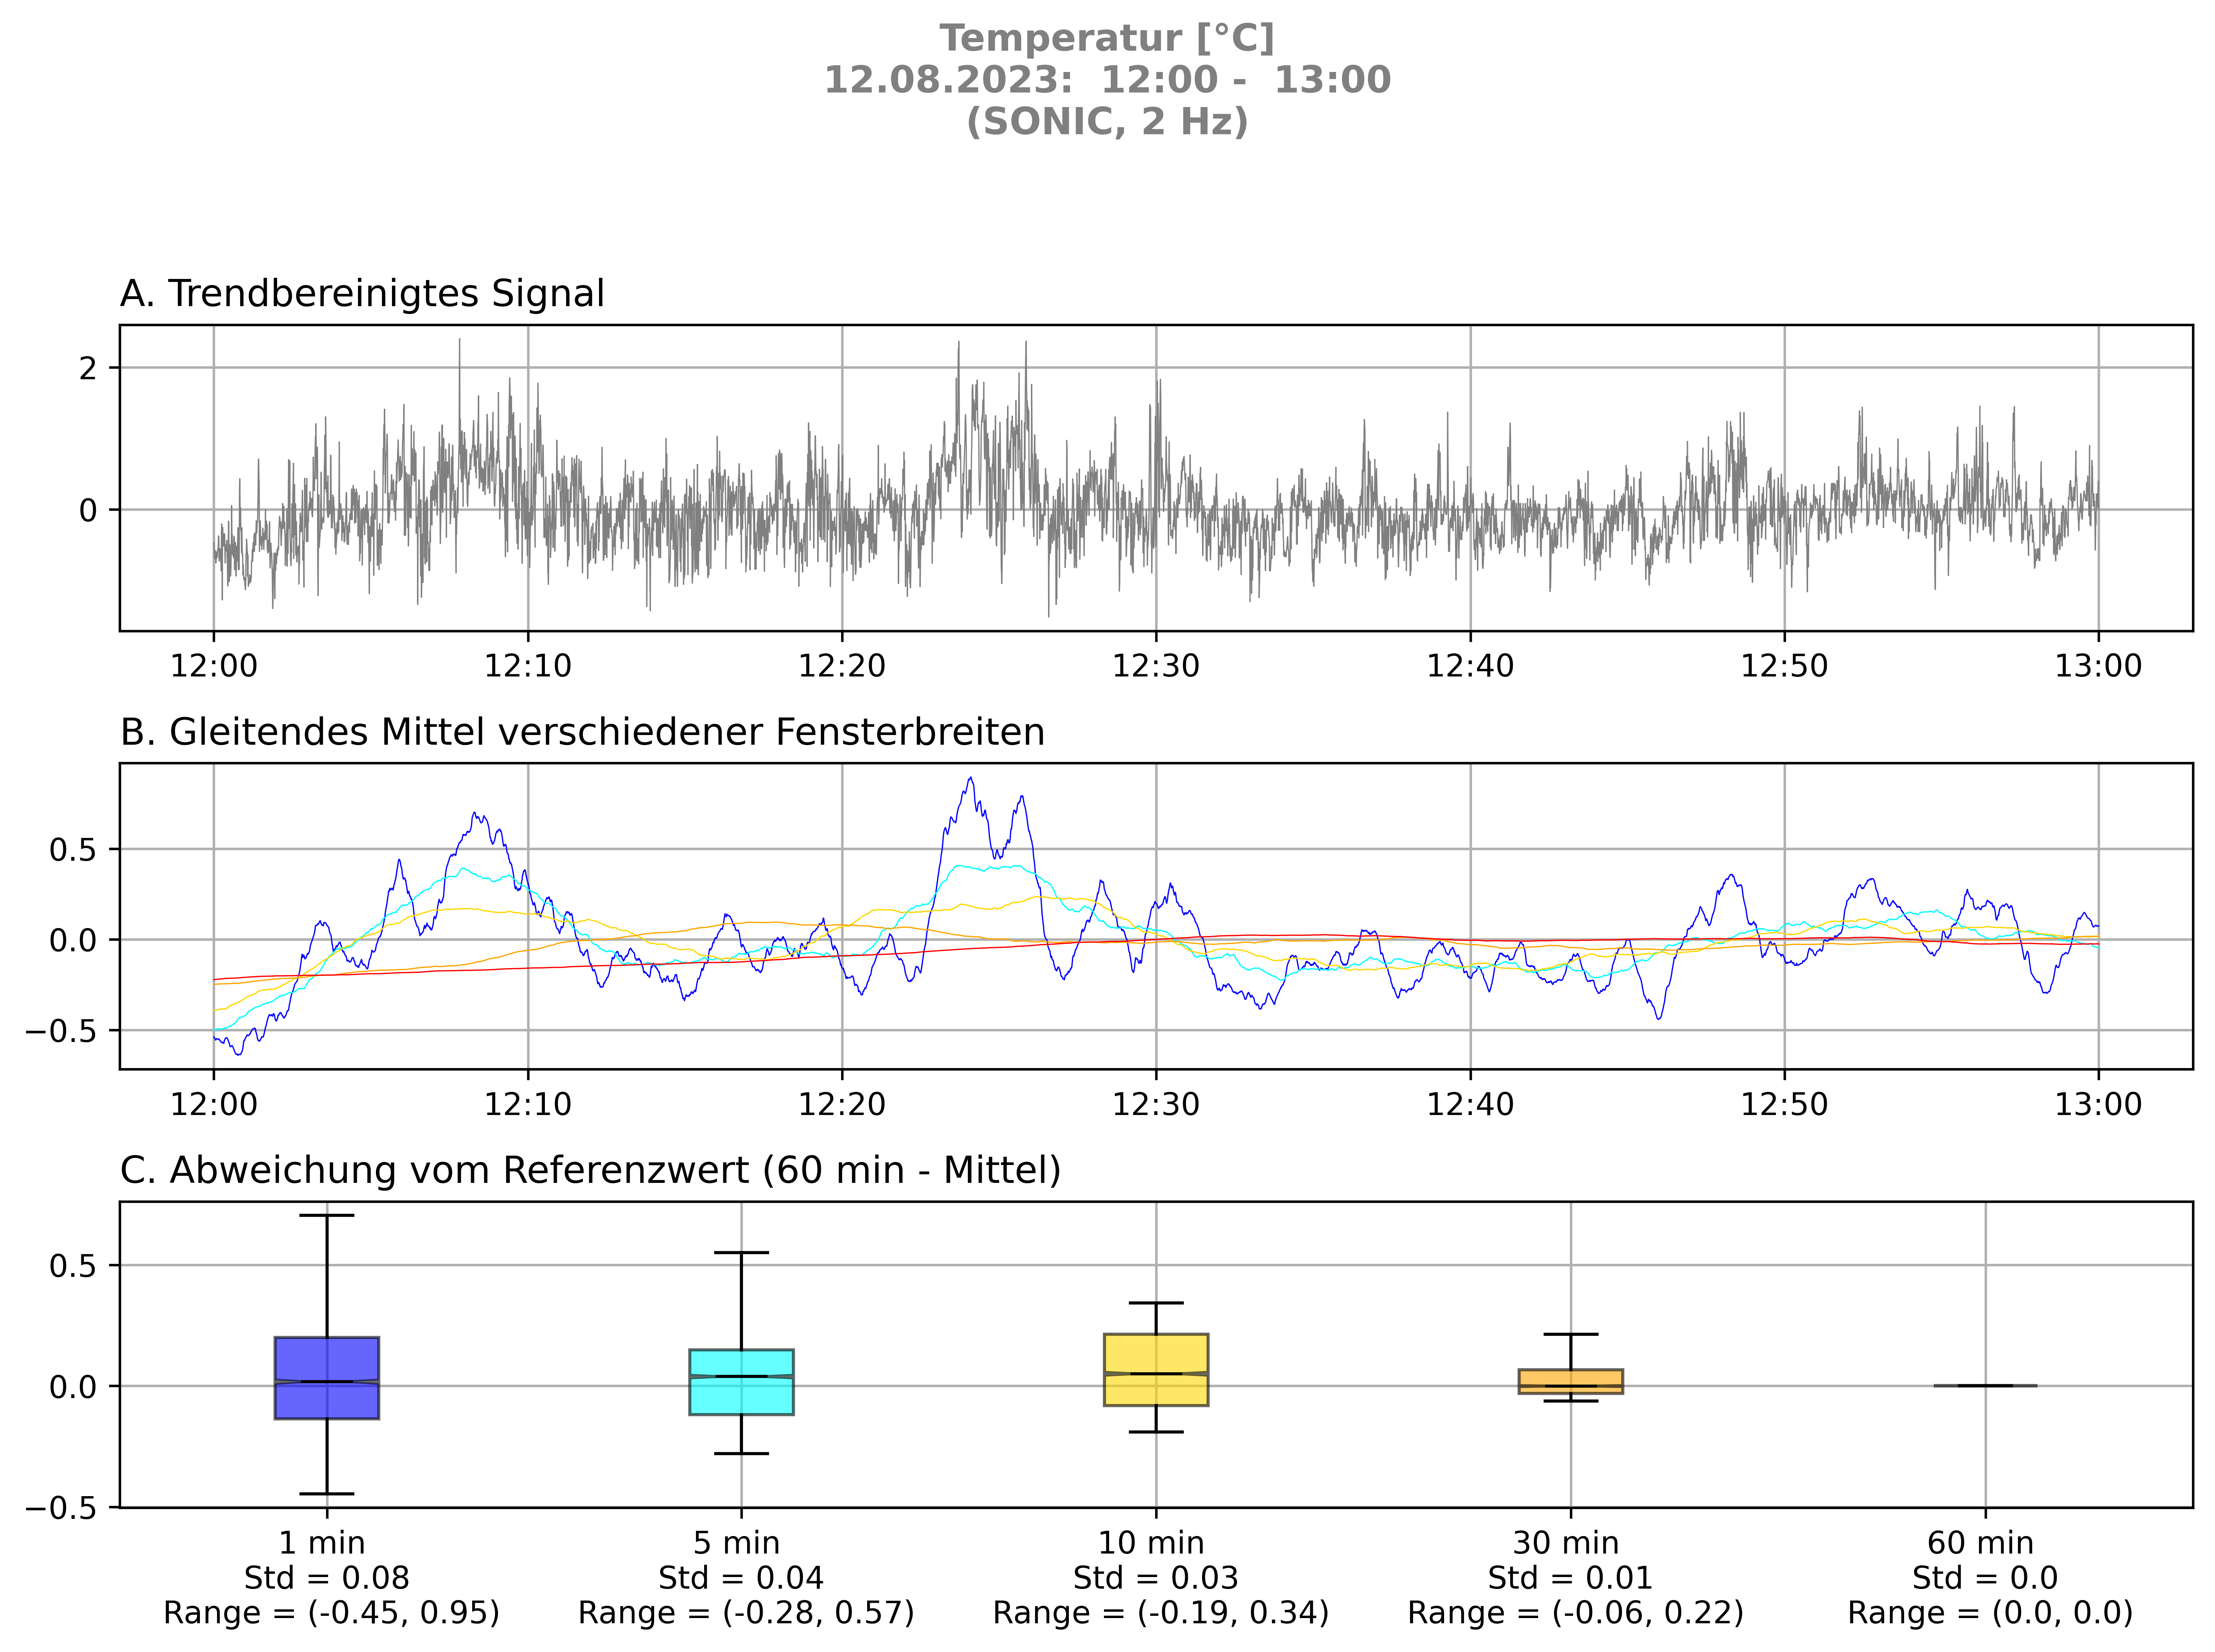 Temperatur [°C]
12.08.2023:  12:00 -  13:00
(SONIC, 2 Hz)
A. Trendbereinigtes Signal
2
0
12:00 12:10 12:20 12:30 12:40 12:50 13:00
B. Gleitendes Mittel verschiedener Fensterbreiten
0.5
0.0
−0.5
12:00 12:10 12:20 12:30 12:40 12:50 13:00
C. Abweichung vom Referenzwert (60 min - Mittel)
0.5
0.0
−0.5
1 min 5 min 10 min 30 min 60 min
Std = 0.08 Std = 0.04 Std = 0.03 Std = 0.01 Std = 0.0
Range = (-0.45, 0.95) Range = (-0.28, 0.57) Range = (-0.19, 0.34) Range = (-0.06, 0.22) Range = (0.0, 0.0)